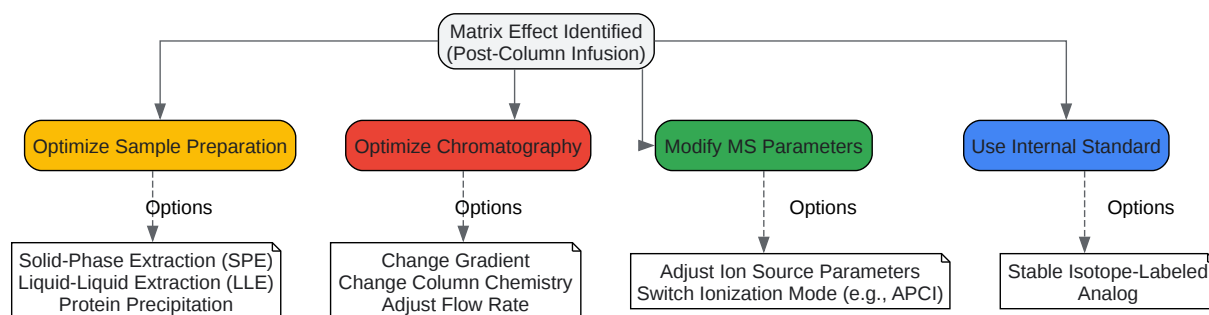 Matrix Effect Identified
(Post-Column Infusion)
Optimize Sample Preparation
Optimize Chromatography
Modify MS Parameters
Use Internal Standard
Options
Options
Options
Options
Solid-Phase Extraction (SPE)
Liquid-Liquid Extraction (LLE)
Protein Precipitation
Change Gradient
Change Column Chemistry
Adjust Flow Rate
Adjust Ion Source Parameters
Switch Ionization Mode (e.g., APCI)
Stable Isotope-Labeled
Analog